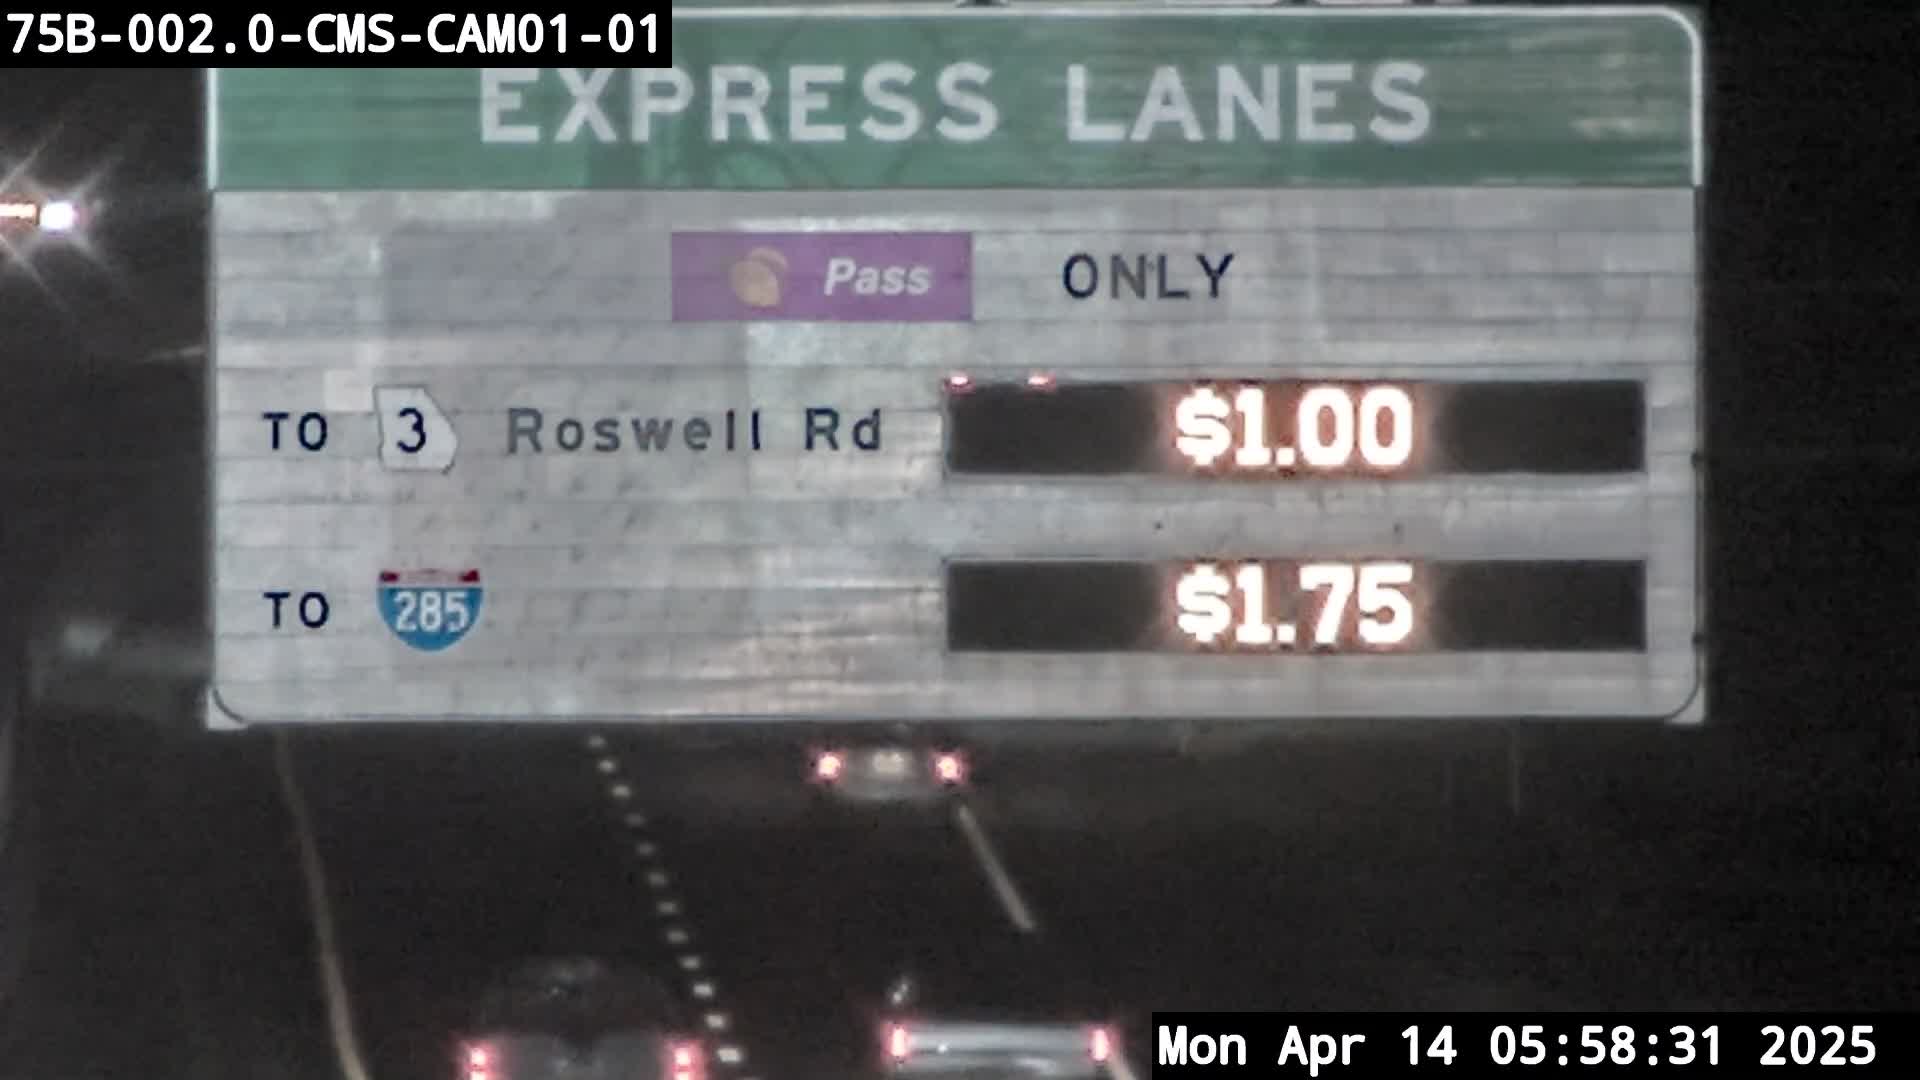 75B-002.0-CMS-CAM01-01
EXPRESS LANES
Pass ONLY
TO 3 Roswell Rd $1.00
TO 285 $1.75
Mon Apr 14 05:58:31 2025